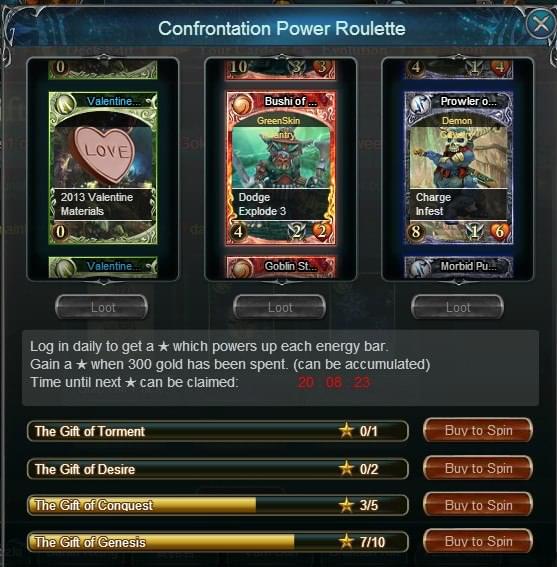 Confrontation Power Roulette
0
10 3 3
4 1 4
Valentine...
Bushi of ...
Prowler o...
GreenSkin
Demon
LOVE
2013 Valentine
Materials
Dodge
Explode 3
Charge
Infest
0
4 2 2
8 1 6
Valentine...
Goblin St...
Morbid Pu...
Loot
Loot
Loot
Log in daily to get a ★ which powers up each energy bar.
Gain a ★ when 300 gold has been spent. (can be accumulated)
Time until next ★ can be claimed: 20 : 08 : 23
The Gift of Torment ★ 0/1 Buy to Spin
The Gift of Desire ★ 0/2 Buy to Spin
The Gift of Conquest ★ 3/5 Buy to Spin
The Gift of Genesis ★ 7/10 Buy to Spin